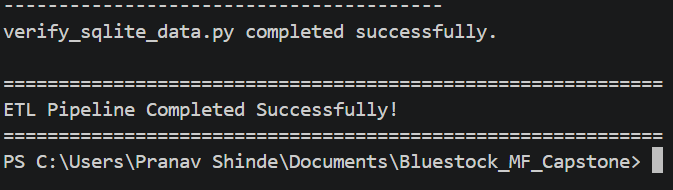 ----------------------------------------
verify_sqlite_data.py completed successfully.
============================================================
ETL Pipeline Completed Successfully!
============================================================
PS C:\Users\Pranav Shinde\Documents\Bluestock_MF_Capstone>